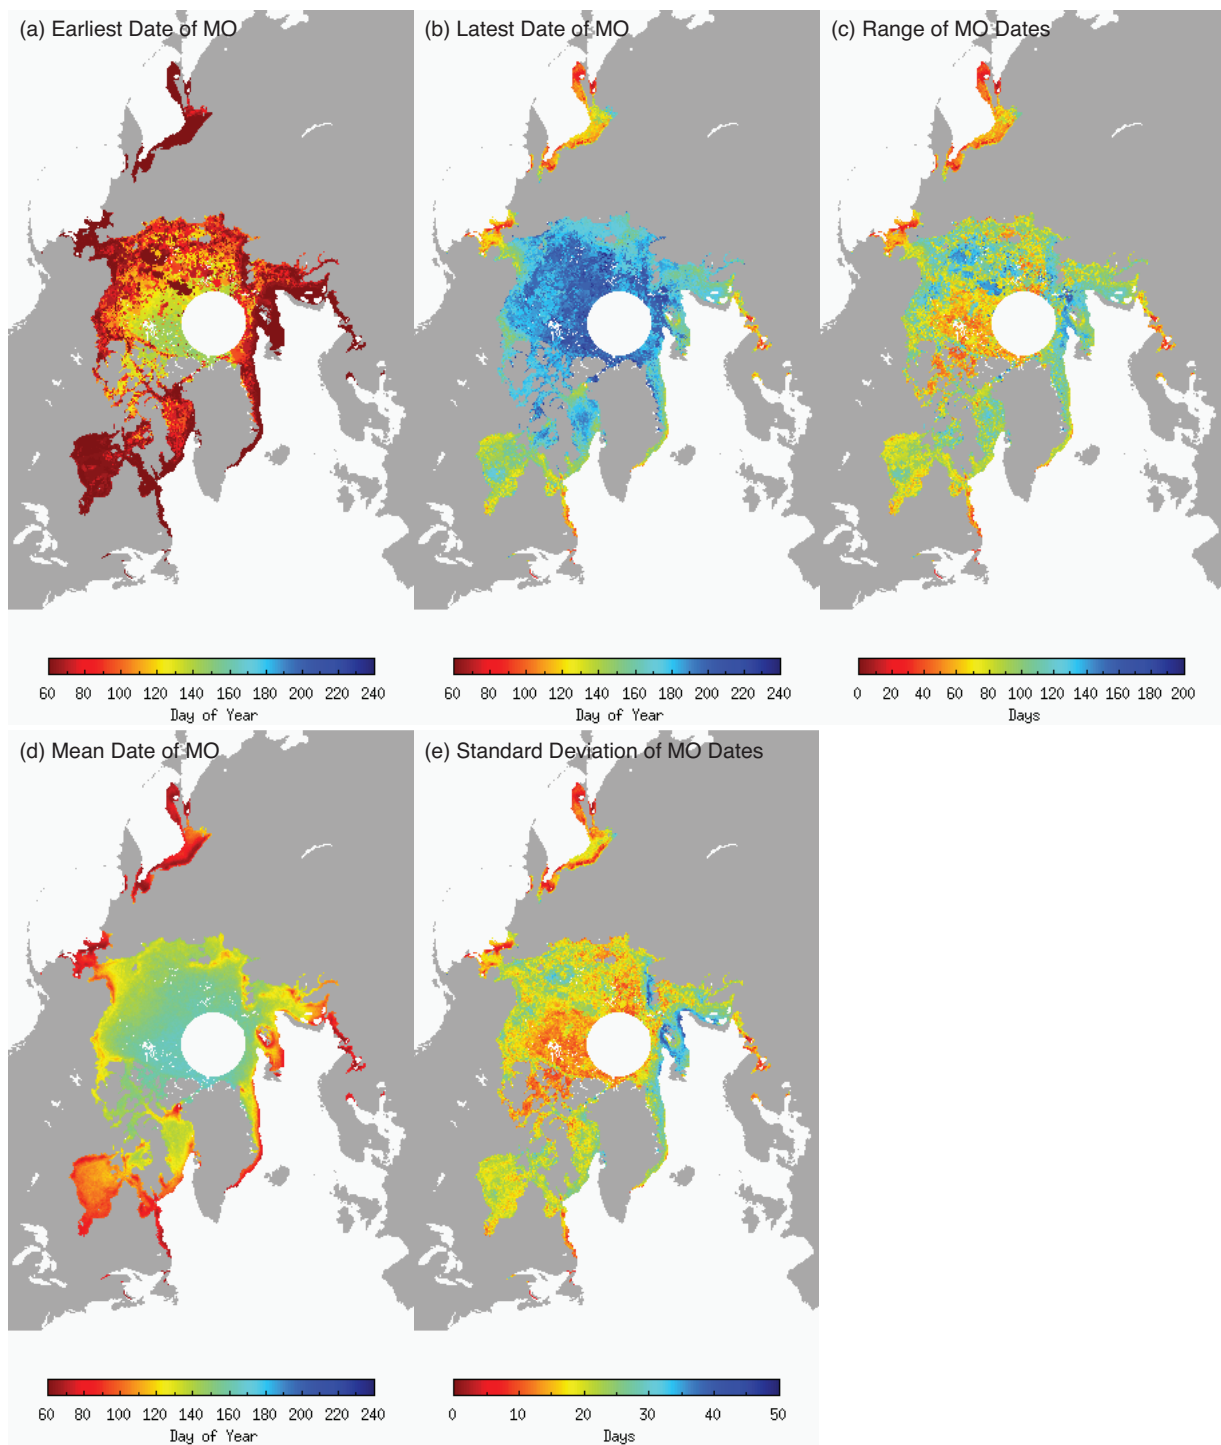 (a) Earliest Date of MO
(b) Latest Date of MO
(c) Range of MO Dates
60 80 100 120 140 160 180 200 220 240
Day of Year
60 80 100 120 140 160 180 200 220 240
Day of Year
0 20 40 60 80 100 120 140 160 180 200
Days
(d) Mean Date of MO
(e) Standard Deviation of MO Dates
60 80 100 120 140 160 180 200 220 240
Day of Year
0 10 20 30 40 50
Days